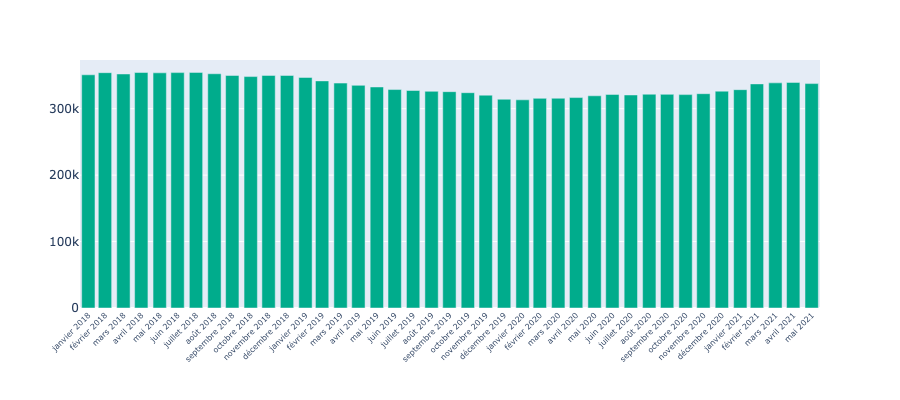 300k
200k
100k
0
janvier 2018
février 2018
mars 2018
avril 2018
mai 2018
juin 2018
juillet 2018
août 2018
septembre 2018
octobre 2018
novembre 2018
décembre 2018
janvier 2019
février 2019
mars 2019
avril 2019
mai 2019
juin 2019
juillet 2019
août 2019
septembre 2019
octobre 2019
novembre 2019
décembre 2019
janvier 2020
février 2020
mars 2020
avril 2020
mai 2020
juin 2020
juillet 2020
août 2020
septembre 2020
octobre 2020
novembre 2020
décembre 2020
janvier 2021
février 2021
mars 2021
avril 2021
mai 2021